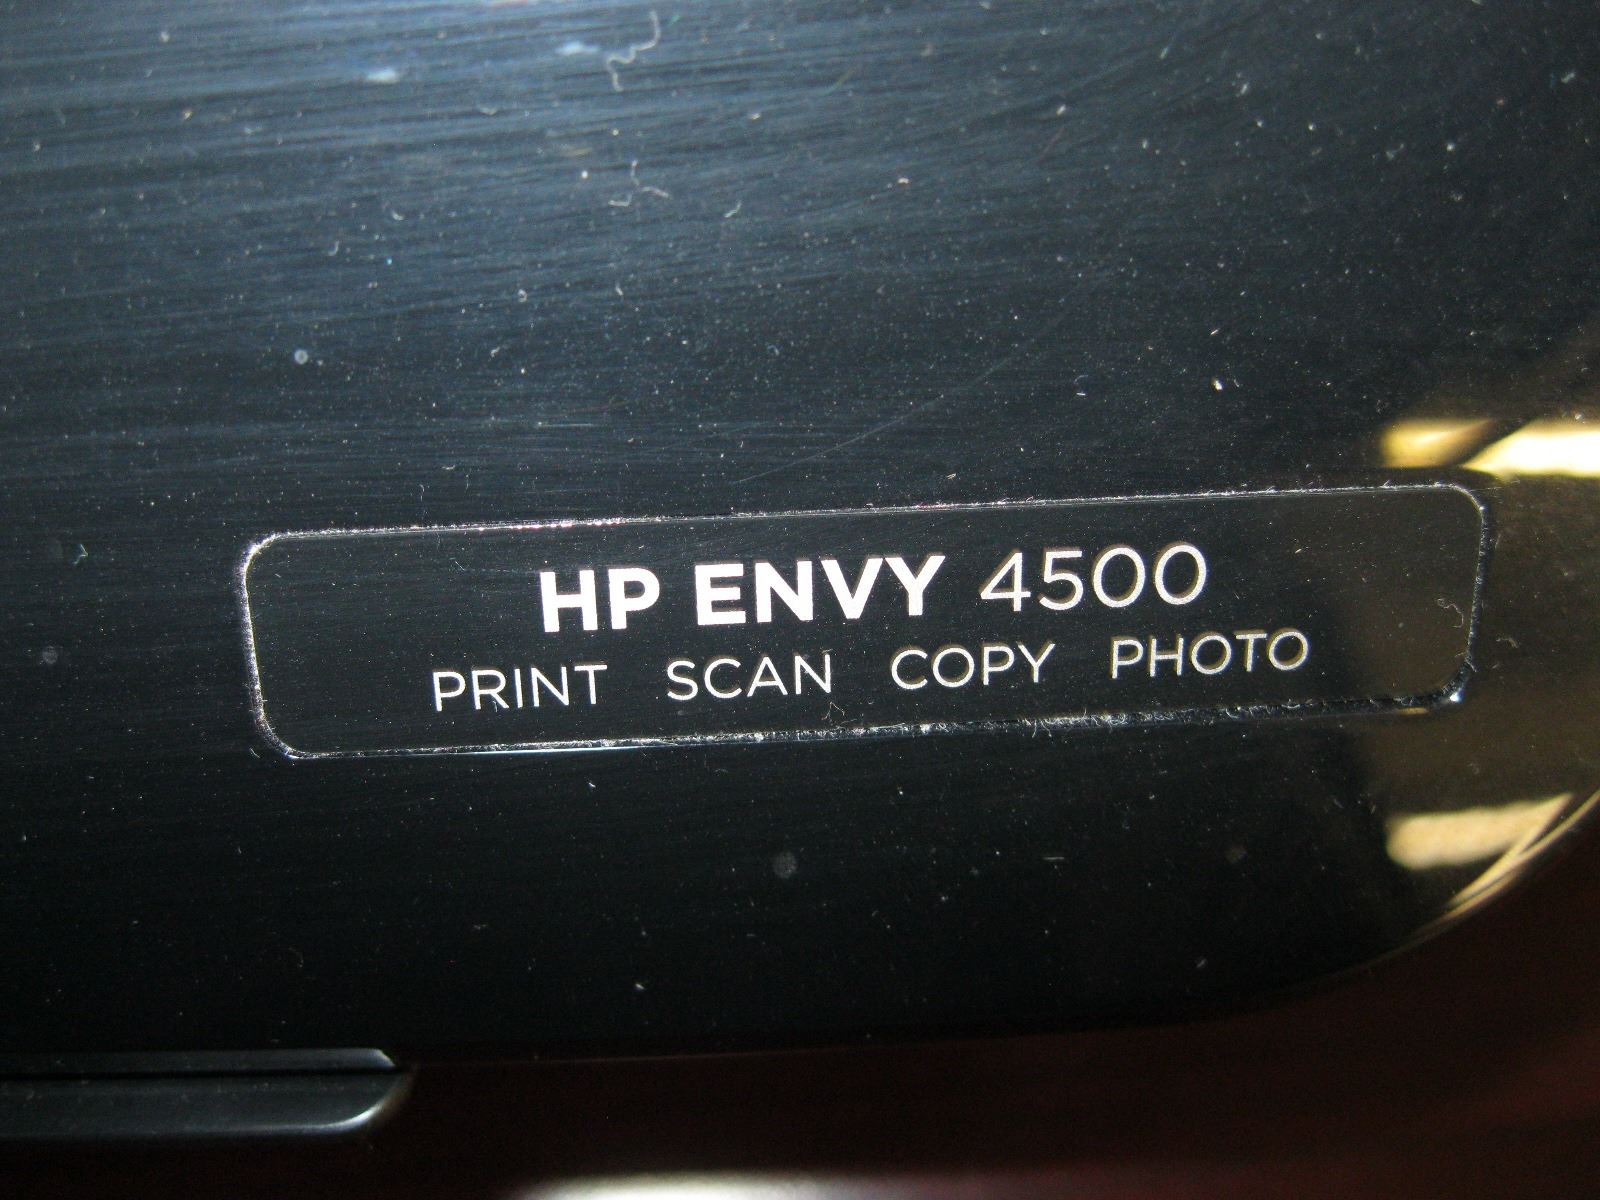 HP ENVY 4500
PRINT SCAN COPY PHOTO